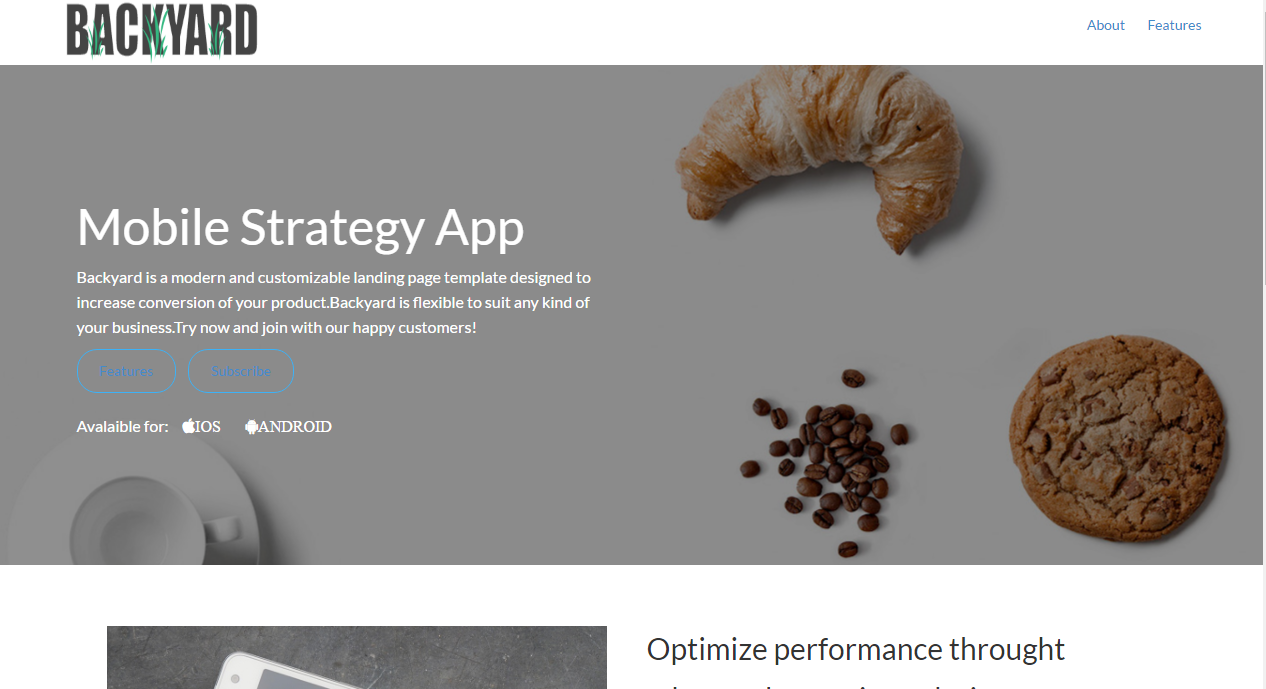 BACKYARD
About Features
Mobile Strategy App
Backyard is a modern and customizable landing page template designed to
increase conversion of your product.Backyard is flexible to suit any kind of
your business.Try now and join with our happy customers!
Features Subscribe
Avalaible for: IOS ANDROID
Optimize performance throught